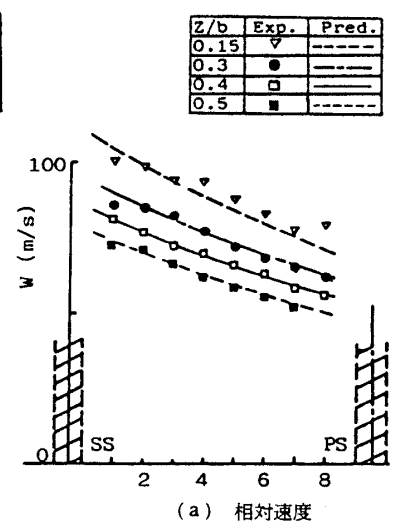 Z/b Exp. Pred.
0.15
0.3
0.4
0.5
100
W (m/s)
0
SS
PS
2 4 6 8
(a) 相対速度